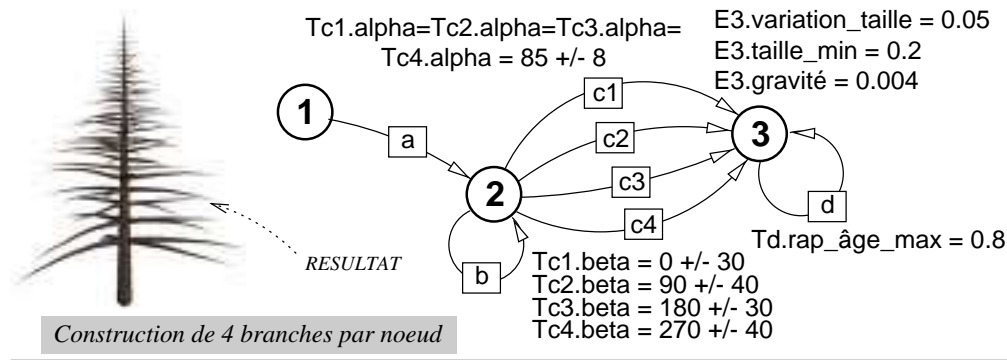 Tc1.alpha=Tc2.alpha=Tc3.alpha=
Tc4.alpha = 85 +/- 8
E3.variation_taille = 0.05
E3.taille_min = 0.2
E3.gravité = 0.004
1
a
2
b
c1
c2
c3
c4
3
d
Td.rap_âge_max = 0.8
RESULTAT
Tc1.beta = 0 +/- 30
Tc2.beta = 90 +/- 40
Tc3.beta = 180 +/- 30
Tc4.beta = 270 +/- 40
Construction de 4 branches par noeud